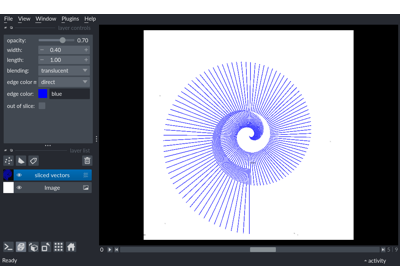 File View Window Plugins Help
layer controls
opacity: 0.70
width: 0.40
length: 1.00
blending: translucent
edge color m direct
edge color: blue
out of slice:
layer list
sliced vectors
Image
0
Ready
activity